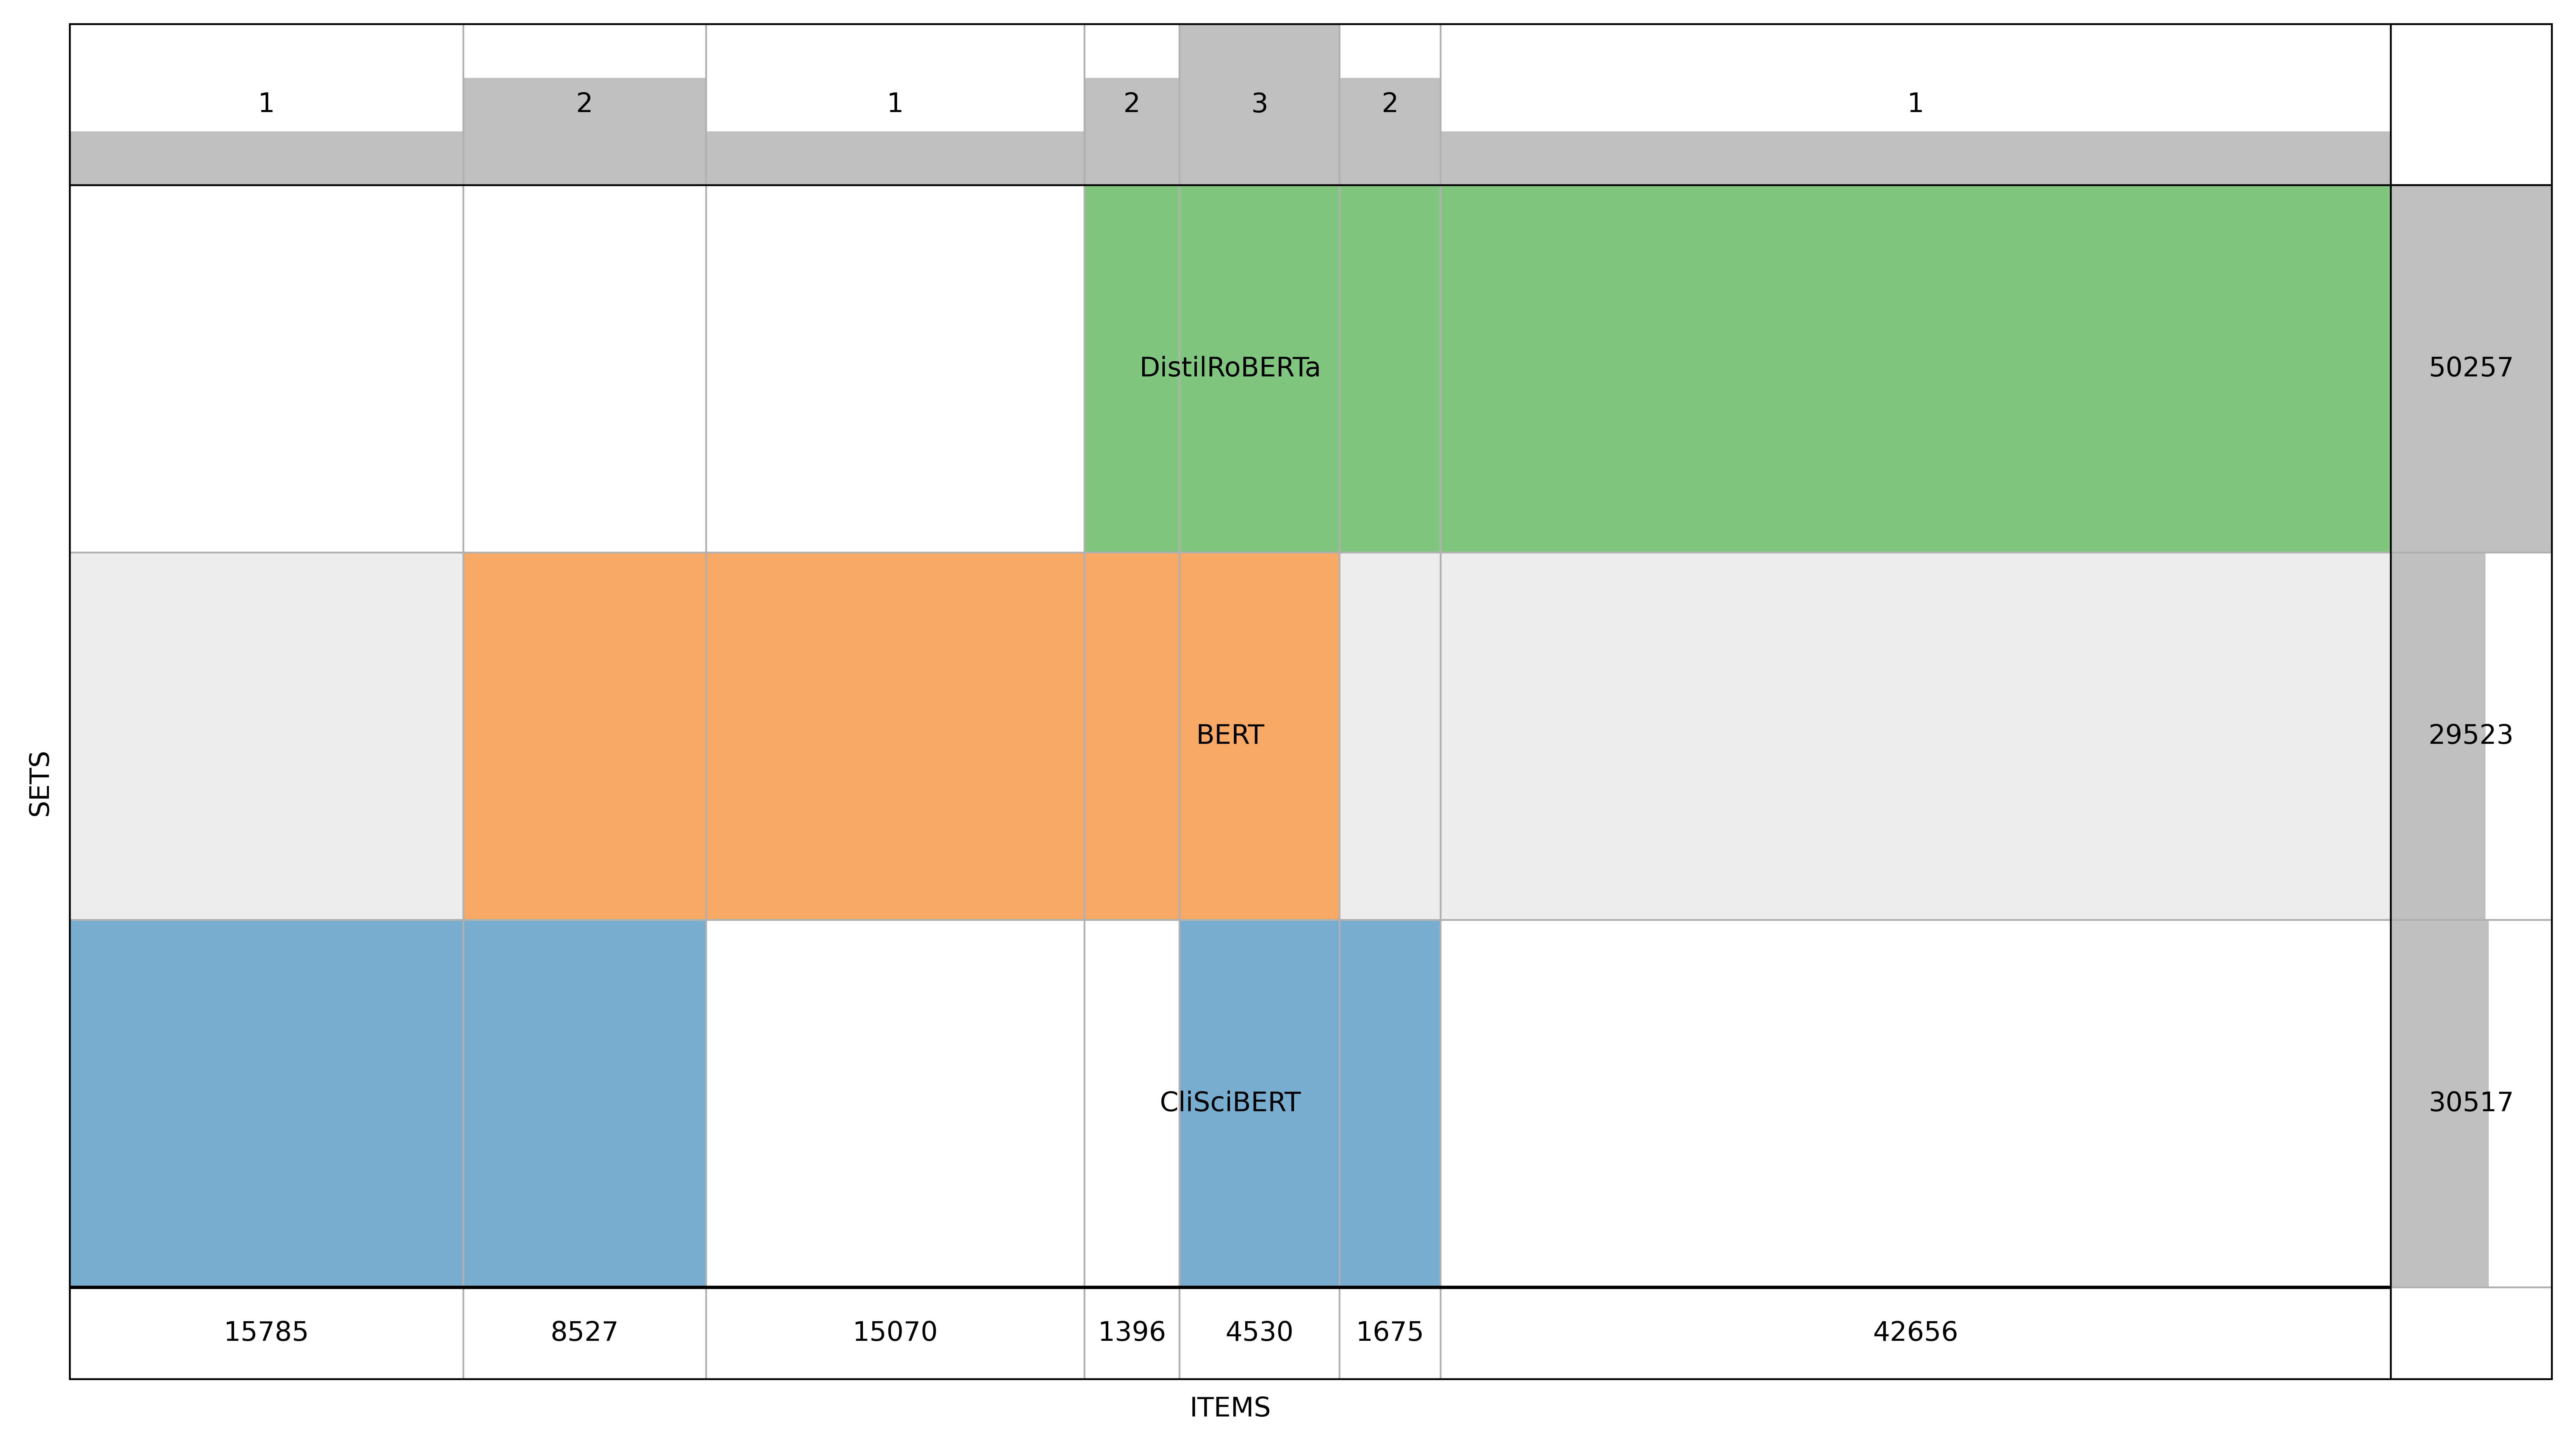 1 2 1 2 3 2 1
DistilRoBERTa 50257
BERT 29523
SETS
CliSciBERT 30517
15785 8527 15070 1396 4530 1675 42656
ITEMS